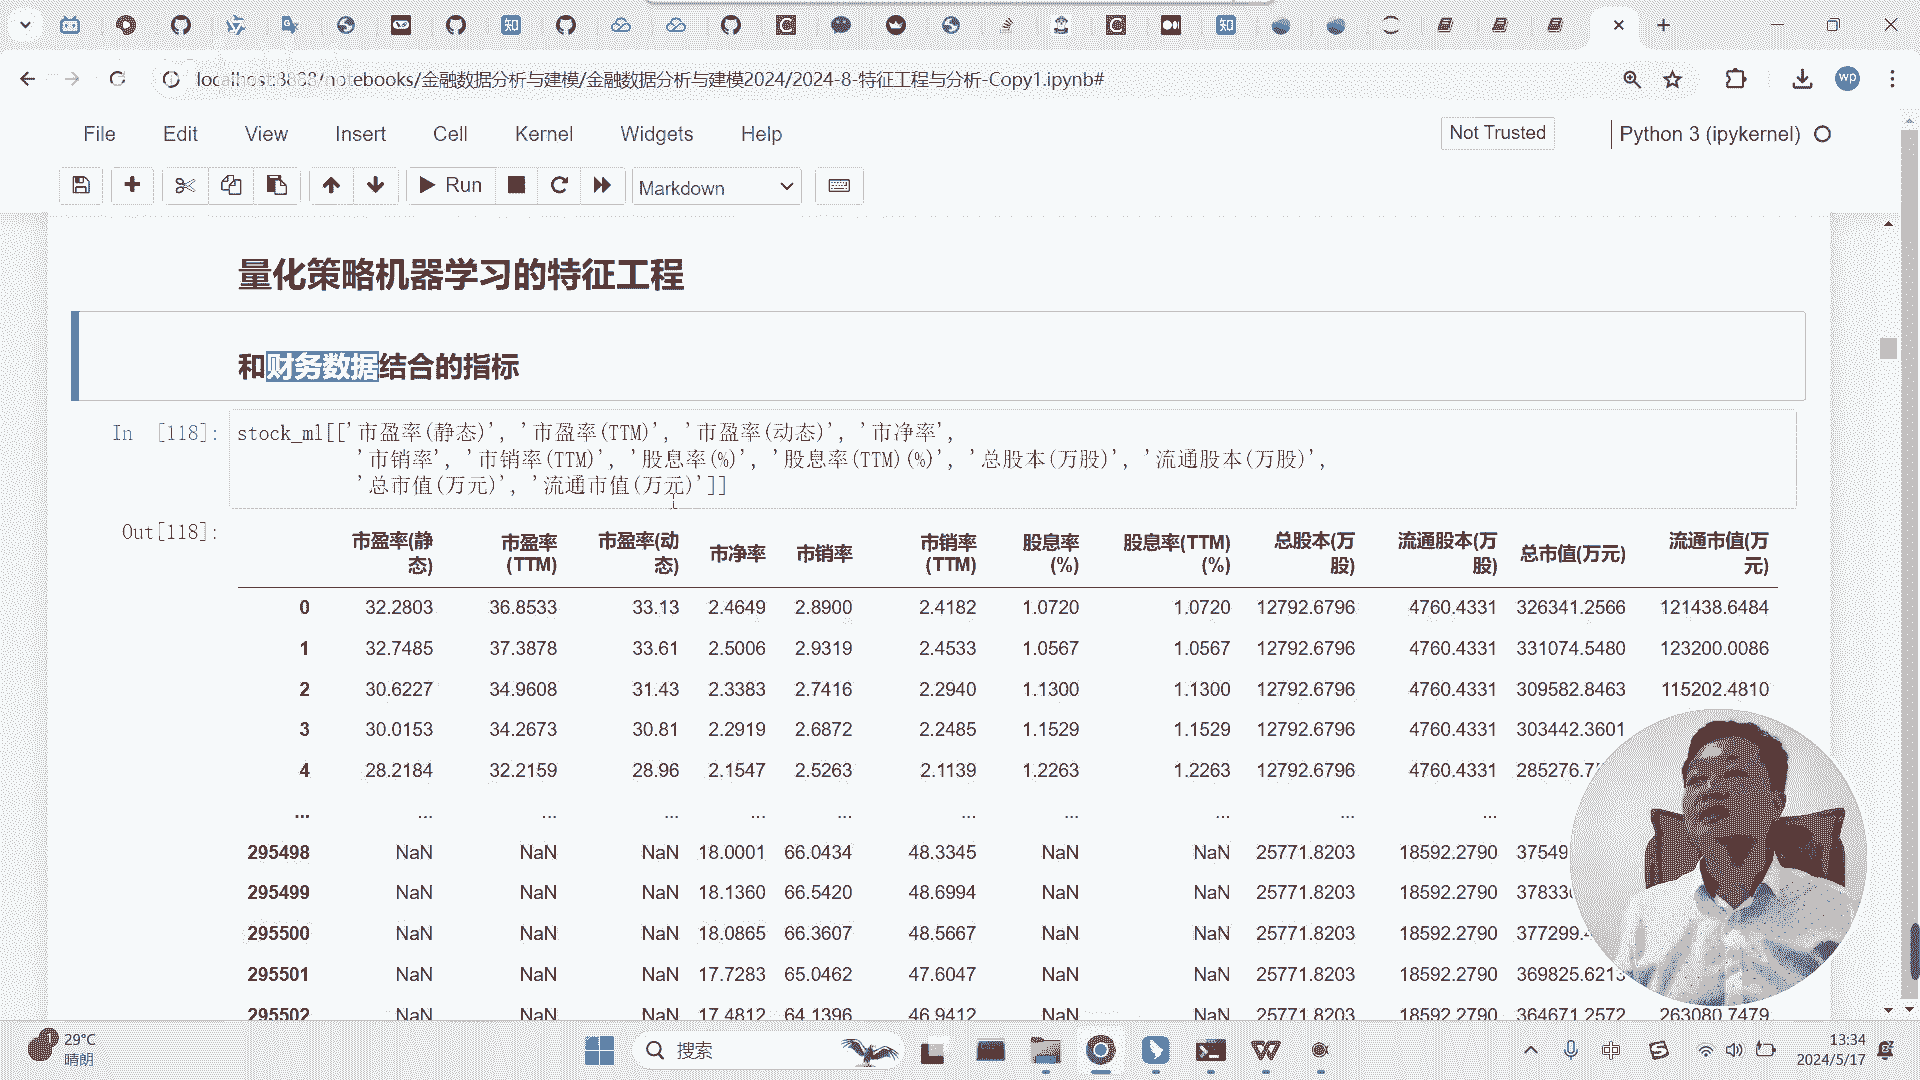 localhost:8888/notebooks/金融数据分析与建模/金融数据分析与建模2024/2024-8-特征工程与分析-Copy1.ipynb#
wp
File Edit View Insert Cell Kernel Widgets Help
Not Trusted
Python 3 (ipykernel)
Run
Markdown
量化策略机器学习的特征工程
和财务数据结合的指标
In [118]:
stock_ml[['市盈率(静态)', '市盈率(TTM)', '市盈率(动态)', '市净率',
'市销率', '市销率(TTM)', '股息率(%)', '股息率(TTM)(%)', '总股本(万股)', '流通股本(万股)',
'总市值(万元)', '流通市值(万元)']]
Out[118]:
市盈率(静态) 市盈率(TTM) 市盈率(动态) 市净率 市销率 市销率(TTM) 股息率(%) 股息率(TTM)(%) 总股本(万股) 流通股本(万股) 总市值(万元) 流通市值(万元)
0 32.2803 36.8533 33.13 2.4649 2.8900 2.4182 1.0720 1.0720 12792.6796 4760.4331 326341.2566 121438.6484
1 32.7485 37.3878 33.61 2.5006 2.9319 2.4533 1.0567 1.0567 12792.6796 4760.4331 331074.5480 123200.0086
2 30.6227 34.9608 31.43 2.3383 2.7416 2.2940 1.1300 1.1300 12792.6796 4760.4331 309582.8463 115202.4810
3 30.0153 34.2673 30.81 2.2919 2.6872 2.2485 1.1529 1.1529 12792.6796 4760.4331 303442.3601
4 28.2184 32.2159 28.96 2.1547 2.5263 2.1139 1.2263 1.2263 12792.6796 4760.4331 285276.7
... ... ... ... ... ... ... ... ... ... ...
295498 NaN NaN NaN 18.0001 66.0434 48.3345 NaN NaN 25771.8203 18592.2790 37549
295499 NaN NaN NaN 18.1360 66.5420 48.6994 NaN NaN 25771.8203 18592.2790 37833
295500 NaN NaN NaN 18.0865 66.3607 48.5667 NaN NaN 25771.8203 18592.2790 377299.
295501 NaN NaN NaN 17.7283 65.0462 47.6047 NaN NaN 25771.8203 18592.2790 369825.6213
295502 NaN NaN NaN 17.4812 64.1396 46.9412 NaN NaN 25771.8203 18592.2790 364671.2572 263080.7479
29°C
晴朗
搜索
中
13:34
2024/5/17